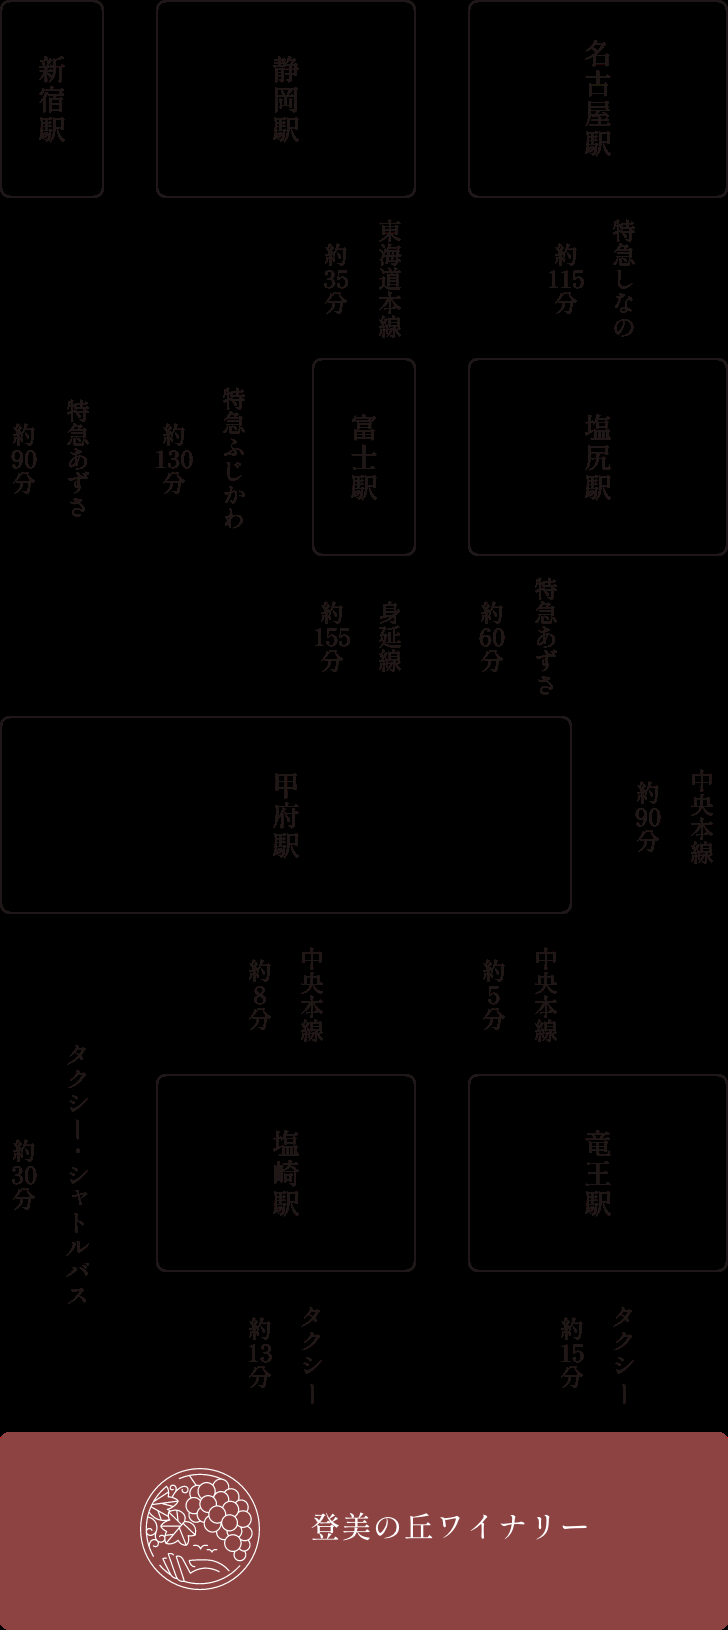 新宿駅
静岡駅
名古屋駅
東海道本線
約35分
特急しなの
約115分
特急あずさ
約90分
特急ふじかわ
約130分
富士駅
塩尻駅
身延線
約155分
特急あずさ
約60分
甲府駅
中央本線
約90分
中央本線
約8分
中央本線
約5分
タクシー・シャトルバス
約30分
塩崎駅
竜王駅
タクシー
約13分
タクシー
約15分
登美の丘ワイナリー